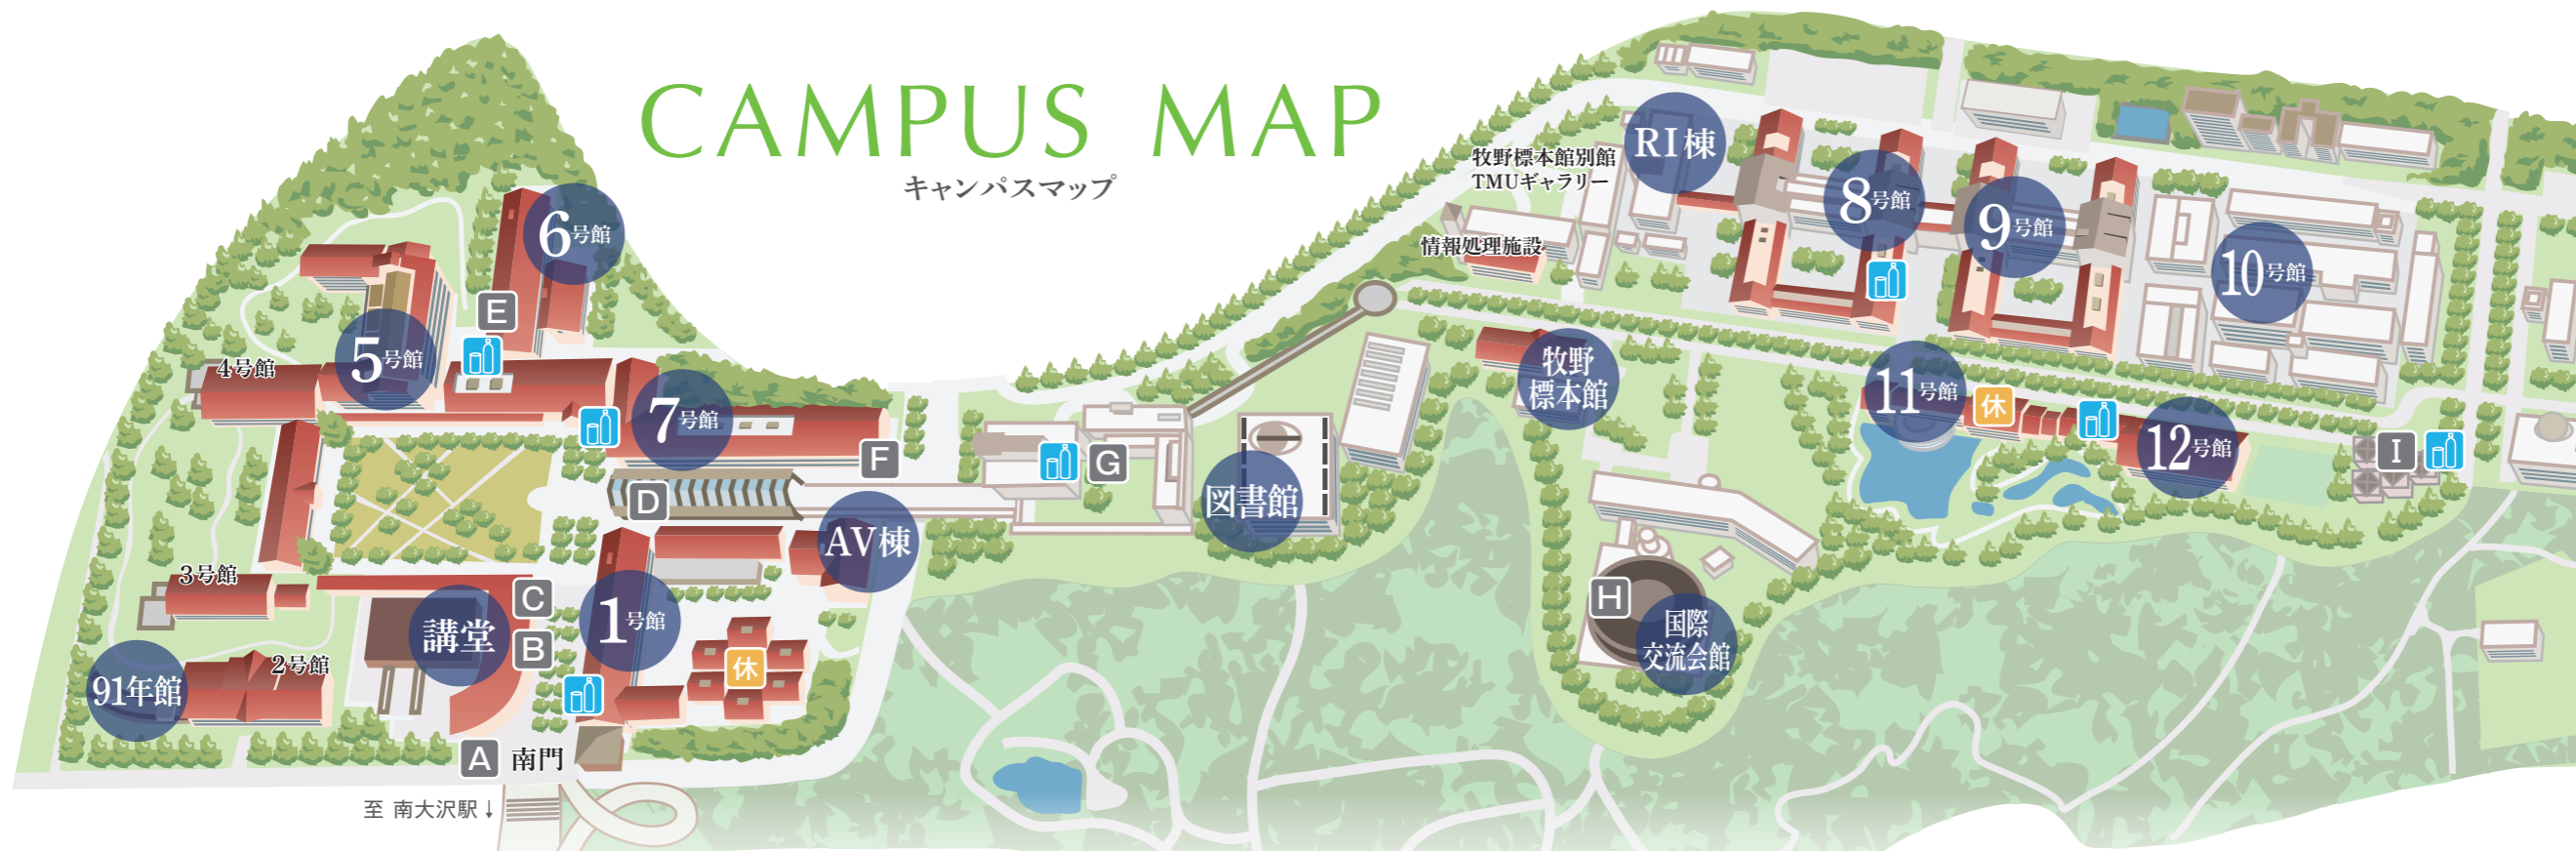 CAMPUS MAP
キャンパスマップ
RI棟
牧野標本館別館
TMUギャラリー
8号館
6号館
9号館
情報処理施設
10号館
E
5号館
4号館
牧野
標本館
11号館
休
7号館
12号館
F
G
I
D
図書館
AV棟
3号館
C
H
1号館
講堂
B
国際
交流会館
2号館
休
91年館
A
南門
至 南大沢駅↓